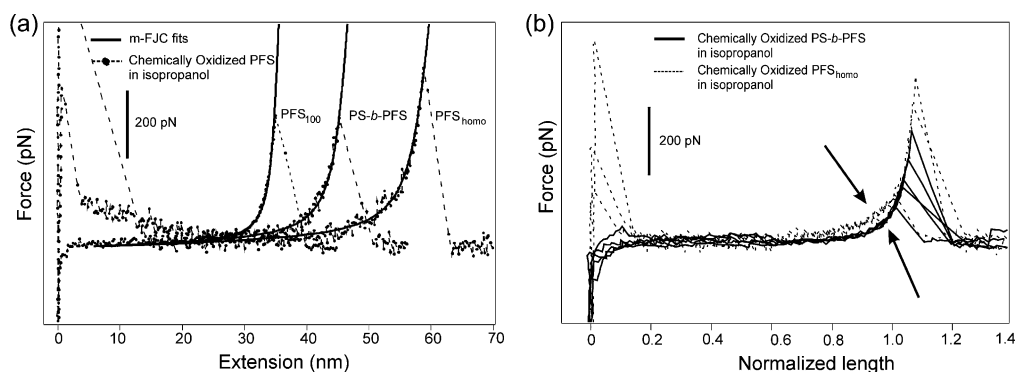 (a)
m-FJC fits
Chemically Oxidized PFS
in isopropanol
200 pN
PFS100
PS-b-PFS
PFShomo
Force (pN)
0 10 20 30 40 50 60 70
Extension (nm)
(b)
Chemically Oxidized PS-b-PFS
in isopropanol
Chemically Oxidized PFShomo
in isopropanol
200 pN
Force (pN)
0 0.2 0.4 0.6 0.8 1.0 1.2 1.4
Normalized length